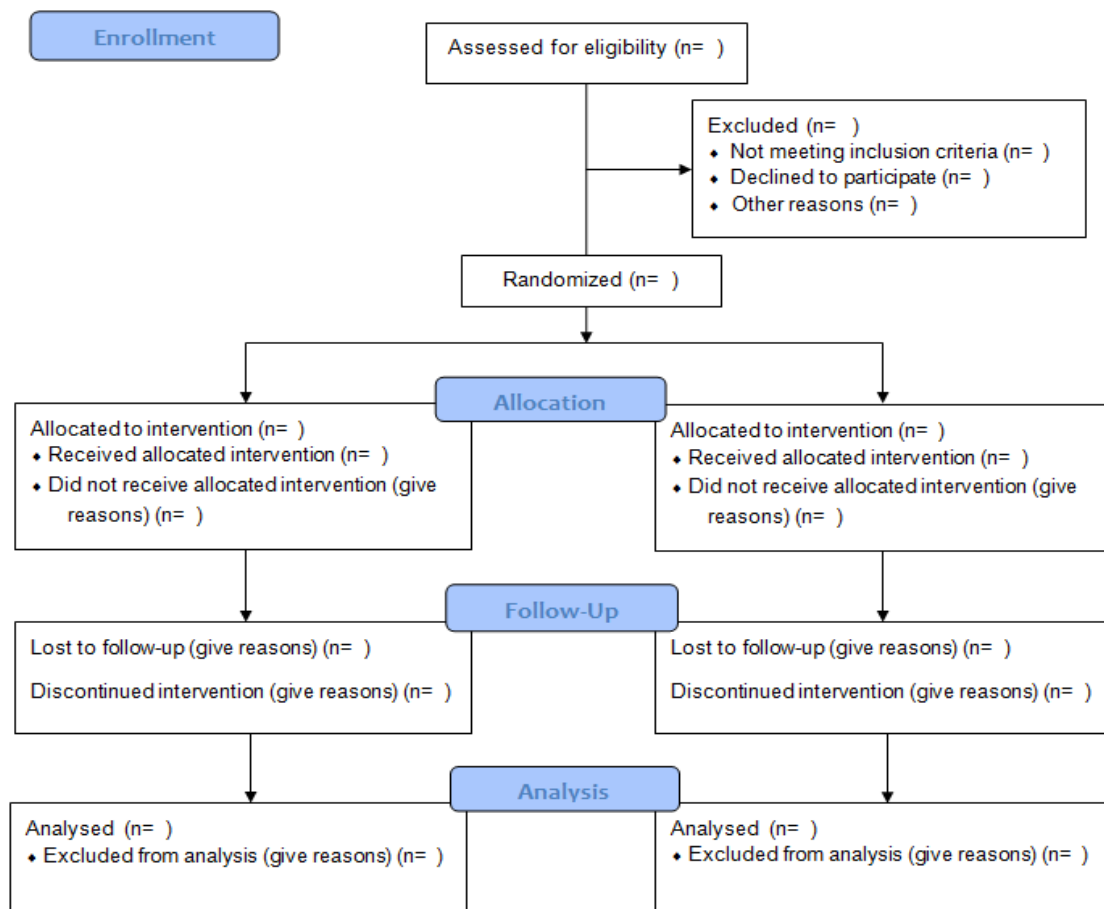 Enrollment
Assessed for eligibility (n=  )
Excluded (n=  )
⬥ Not meeting inclusion criteria (n=  )
⬥ Declined to participate (n=  )
⬥ Other reasons (n=  )
Randomized (n=  )
Allocation
Allocated to intervention (n=  )
⬥ Received allocated intervention (n=  )
⬥ Did not receive allocated intervention (give
reasons) (n=  )
Allocated to intervention (n=  )
⬥ Received allocated intervention (n=  )
⬥ Did not receive allocated intervention (give
reasons) (n=  )
Follow-Up
Lost to follow-up (give reasons) (n=  )
Discontinued intervention (give reasons) (n=  )
Lost to follow-up (give reasons) (n=  )
Discontinued intervention (give reasons) (n=  )
Analysis
Analysed (n=  )
⬥ Excluded from analysis (give reasons) (n=  )
Analysed (n=  )
⬥ Excluded from analysis (give reasons) (n=  )